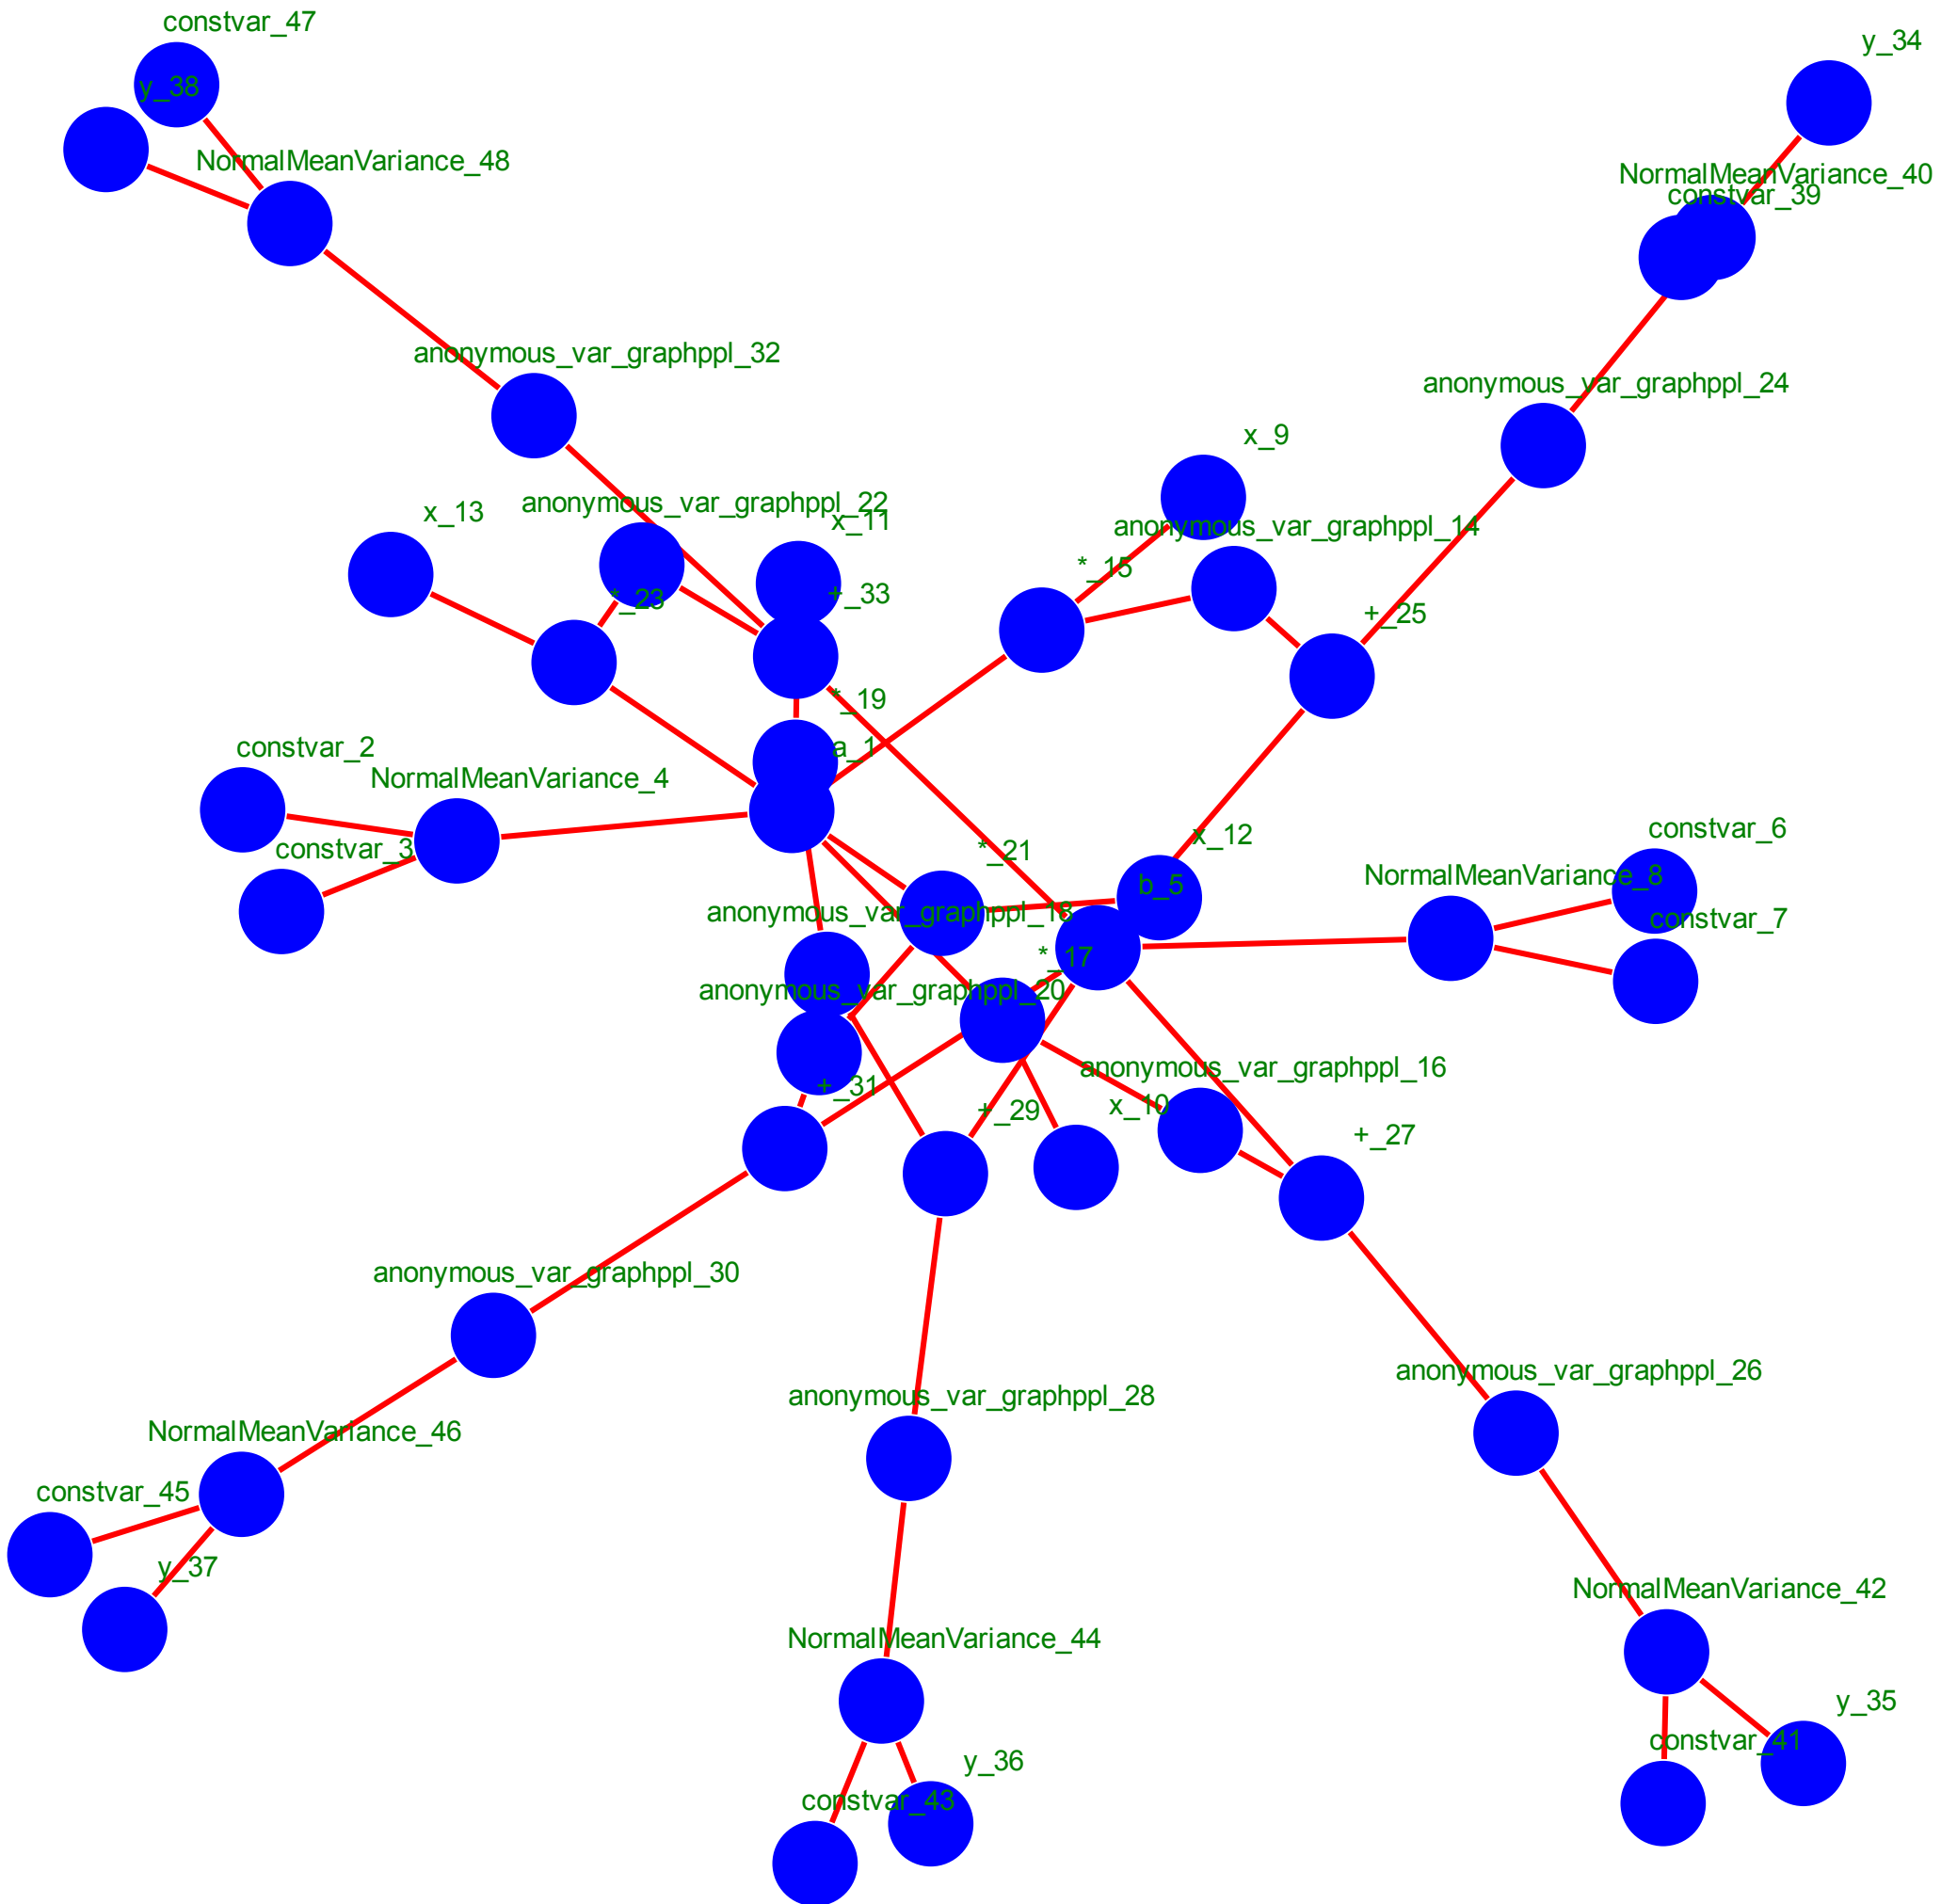 constvar_47
y_34
y_38
NormalMeanVariance_48
NormalMeanVariance_40
constvar_39
anonymous_var_graphppl_32
anonymous_var_graphppl_24
x_9
anonymous_var_graphppl_22
x_13
x_11
anonymous_var_graphppl_14
*_15
*_23
+_33
+_25
*_19
constvar_2
a_1
NormalMeanVariance_4
constvar_6
x_12
constvar_3
*_21
NormalMeanVariance_8
b_5
anonymous_var_graphppl_18
constvar_7
*_17
anonymous_var_graphppl_20
anonymous_var_graphppl_16
+_31
+_29
x_10
+_27
anonymous_var_graphppl_30
anonymous_var_graphppl_26
anonymous_var_graphppl_28
NormalMeanVariance_46
constvar_45
y_37
NormalMeanVariance_42
NormalMeanVariance_44
y_35
constvar_41
y_36
constvar_43